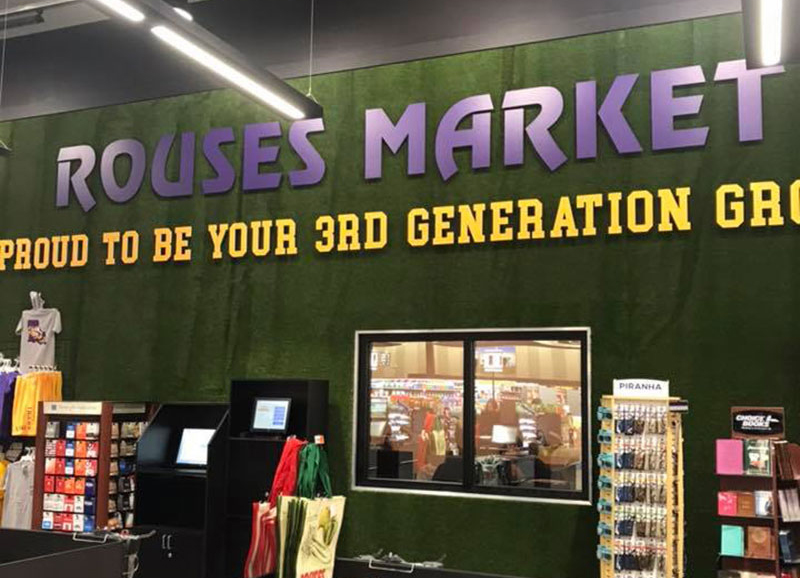 ROUSES MARKET
PROUD TO BE YOUR 3RD GENERATION GRO
PIRANHA
CHOICE
BOOKS